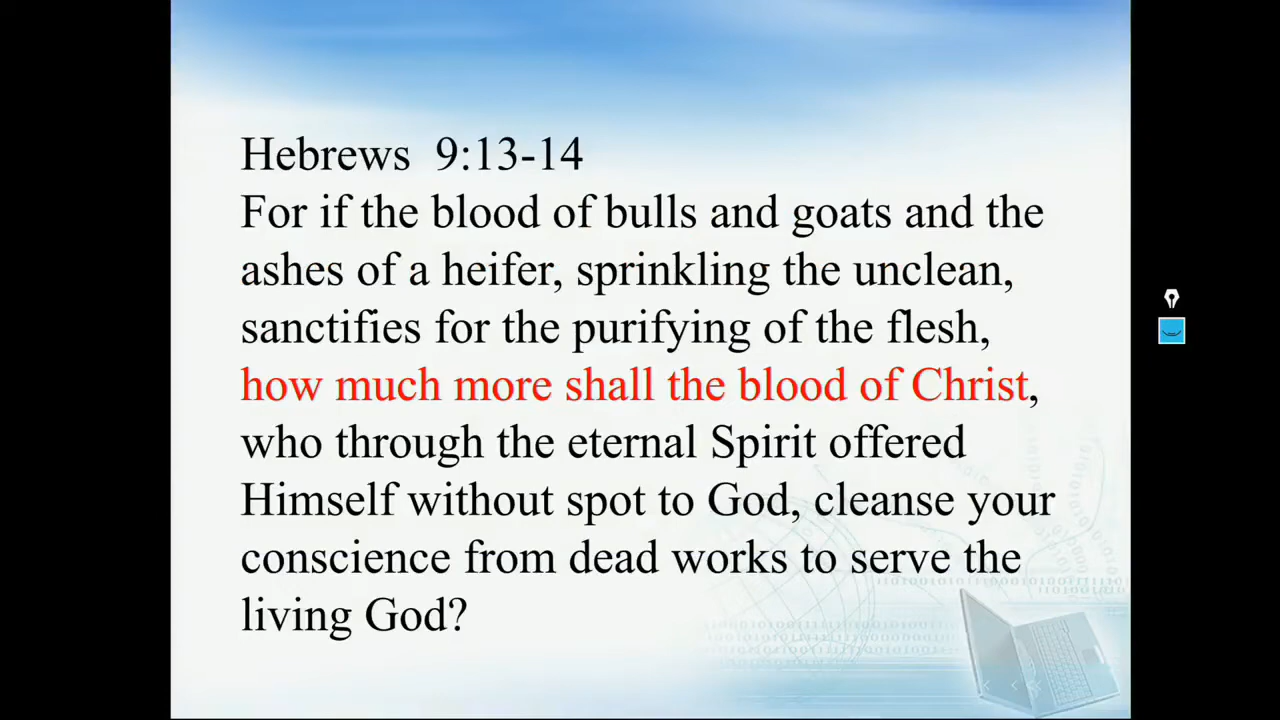 Hebrews  9:13-14
For if the blood of bulls and goats and the
ashes of a heifer, sprinkling the unclean,
sanctifies for the purifying of the flesh,
how much more shall the blood of Christ,
who through the eternal Spirit offered
Himself without spot to God, cleanse your
conscience from dead works to serve the
living God?